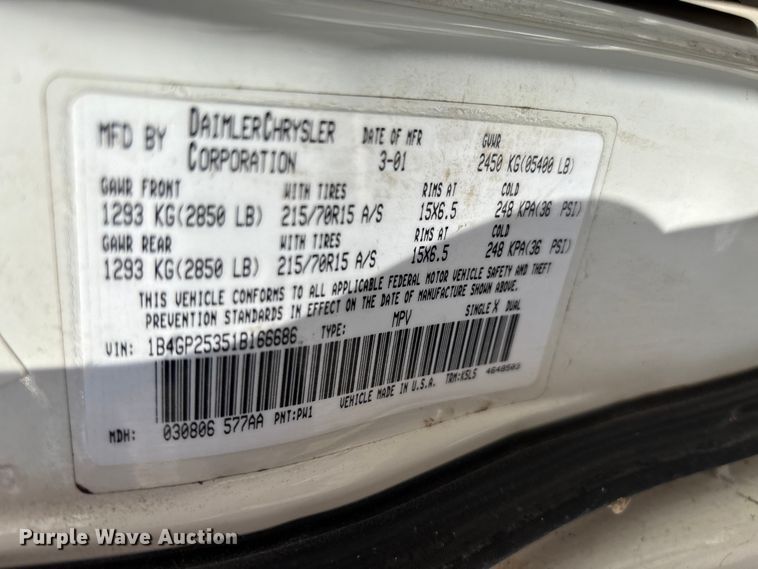 MFD BY DAIMLERCHRYSLER CORPORATION DATE OF MFR 3-01 GVWR 2450 KG(05400 LB)
GAWR FRONT WITH TIRES RIMS AT COLD
1293 KG(2850 LB) 215/70R15 A/S 15X6.5 248 KPA(36 PSI)
GAWR REAR WITH TIRES RIMS AT COLD
1293 KG(2850 LB) 215/70R15 A/S 15X6.5 248 KPA(36 PSI)
THIS VEHICLE CONFORMS TO ALL APPLICABLE FEDERAL MOTOR VEHICLE SAFETY AND THEFT
PREVENTION STANDARDS IN EFFECT ON THE DATE OF MANUFACTURE SHOWN ABOVE.
VIN: 1B4GP25351B166686 TYPE: MPV SINGLE X DUAL
MDH: 030806 577AA PNT:PW1 VEHICLE MADE IN U.S.A. TRM:K5L5 4648503
Purple Wave Auction